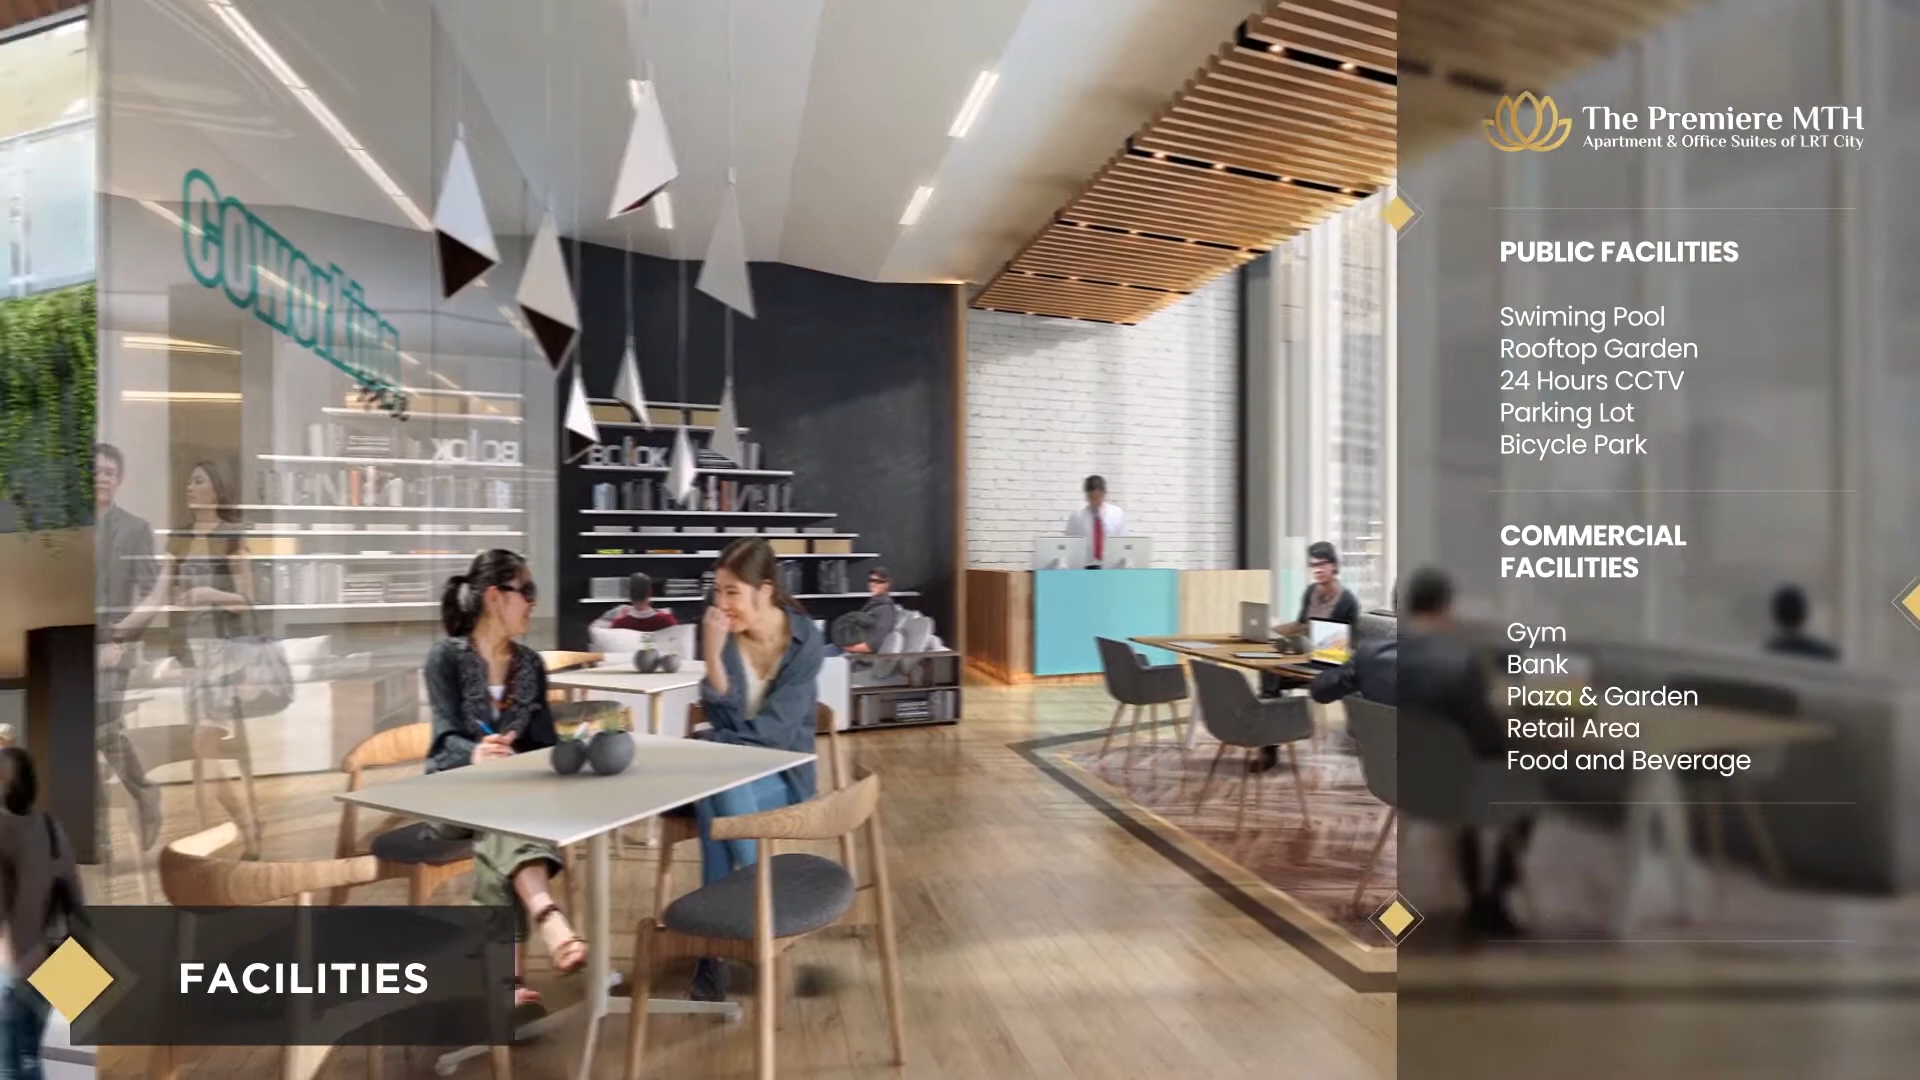 The Premiere MTH
Apartment & Office Suites of LRT City
PUBLIC FACILITIES
Swiming Pool
Rooftop Garden
24 Hours CCTV
Parking Lot
Bicycle Park
COMMERCIAL
FACILITIES
Gym
Bank
Plaza & Garden
Retail Area
Food and Beverage
Coworking
FACILITIES